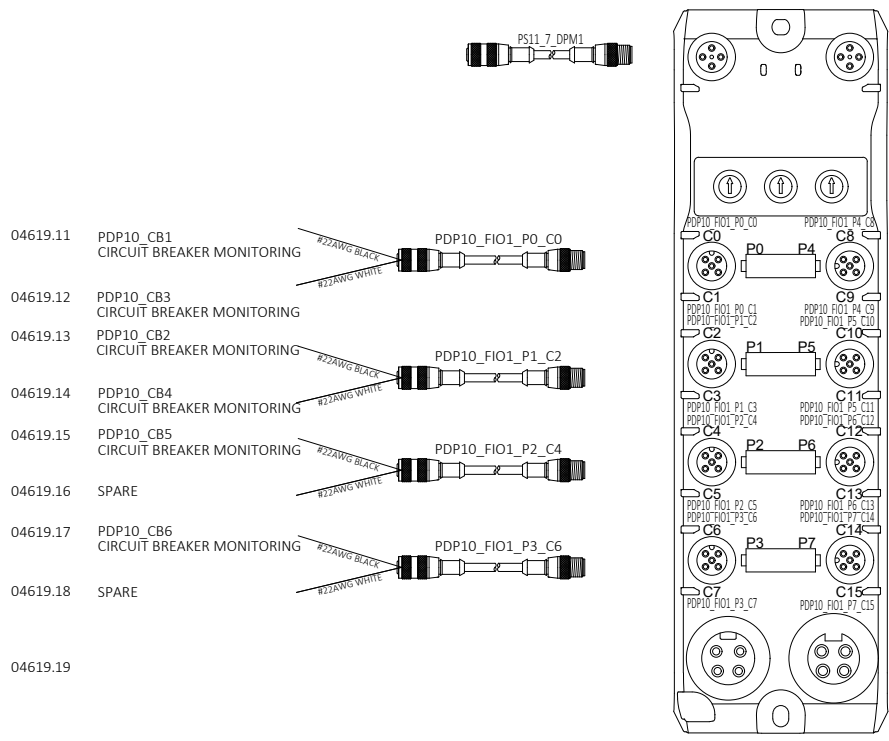 PS11_7_DPM1
04619.11
PDP10_CB1
CIRCUIT BREAKER MONITORING
#22AWG BLACK
#22AWG WHITE
PDP10_FIO1_P0_C0
04619.12
PDP10_CB3
CIRCUIT BREAKER MONITORING
04619.13
PDP10_CB2
CIRCUIT BREAKER MONITORING
#22AWG BLACK
#22AWG WHITE
PDP10_FIO1_P1_C2
04619.14
PDP10_CB4
CIRCUIT BREAKER MONITORING
04619.15
PDP10_CB5
CIRCUIT BREAKER MONITORING
#22AWG BLACK
#22AWG WHITE
PDP10_FIO1_P2_C4
04619.16
SPARE
04619.17
PDP10_CB6
CIRCUIT BREAKER MONITORING
#22AWG BLACK
#22AWG WHITE
PDP10_FIO1_P3_C6
04619.18
SPARE
04619.19
PDP10_FIO1_P0_C0 PDP10_FIO1_P4_C8
C0 C8
P0 P4
C1 C9
PDP10_FIO1_P0_C1 PDP10_FIO1_P4_C9
PDP10_FIO1_P1_C2 PDP10_FIO1_P5_C10
C2 C10
P1 P5
C3 C11
PDP10_FIO1_P1_C3 PDP10_FIO1_P5_C11
PDP10_FIO1_P2_C4 PDP10_FIO1_P6_C12
C4 C12
P2 P6
C5 C13
PDP10_FIO1_P2_C5 PDP10_FIO1_P6_C13
PDP10_FIO1_P3_C6 PDP10_FIO1_P7_C14
C6 C14
P3 P7
C7 C15
PDP10_FIO1_P3_C7 PDP10_FIO1_P7_C15